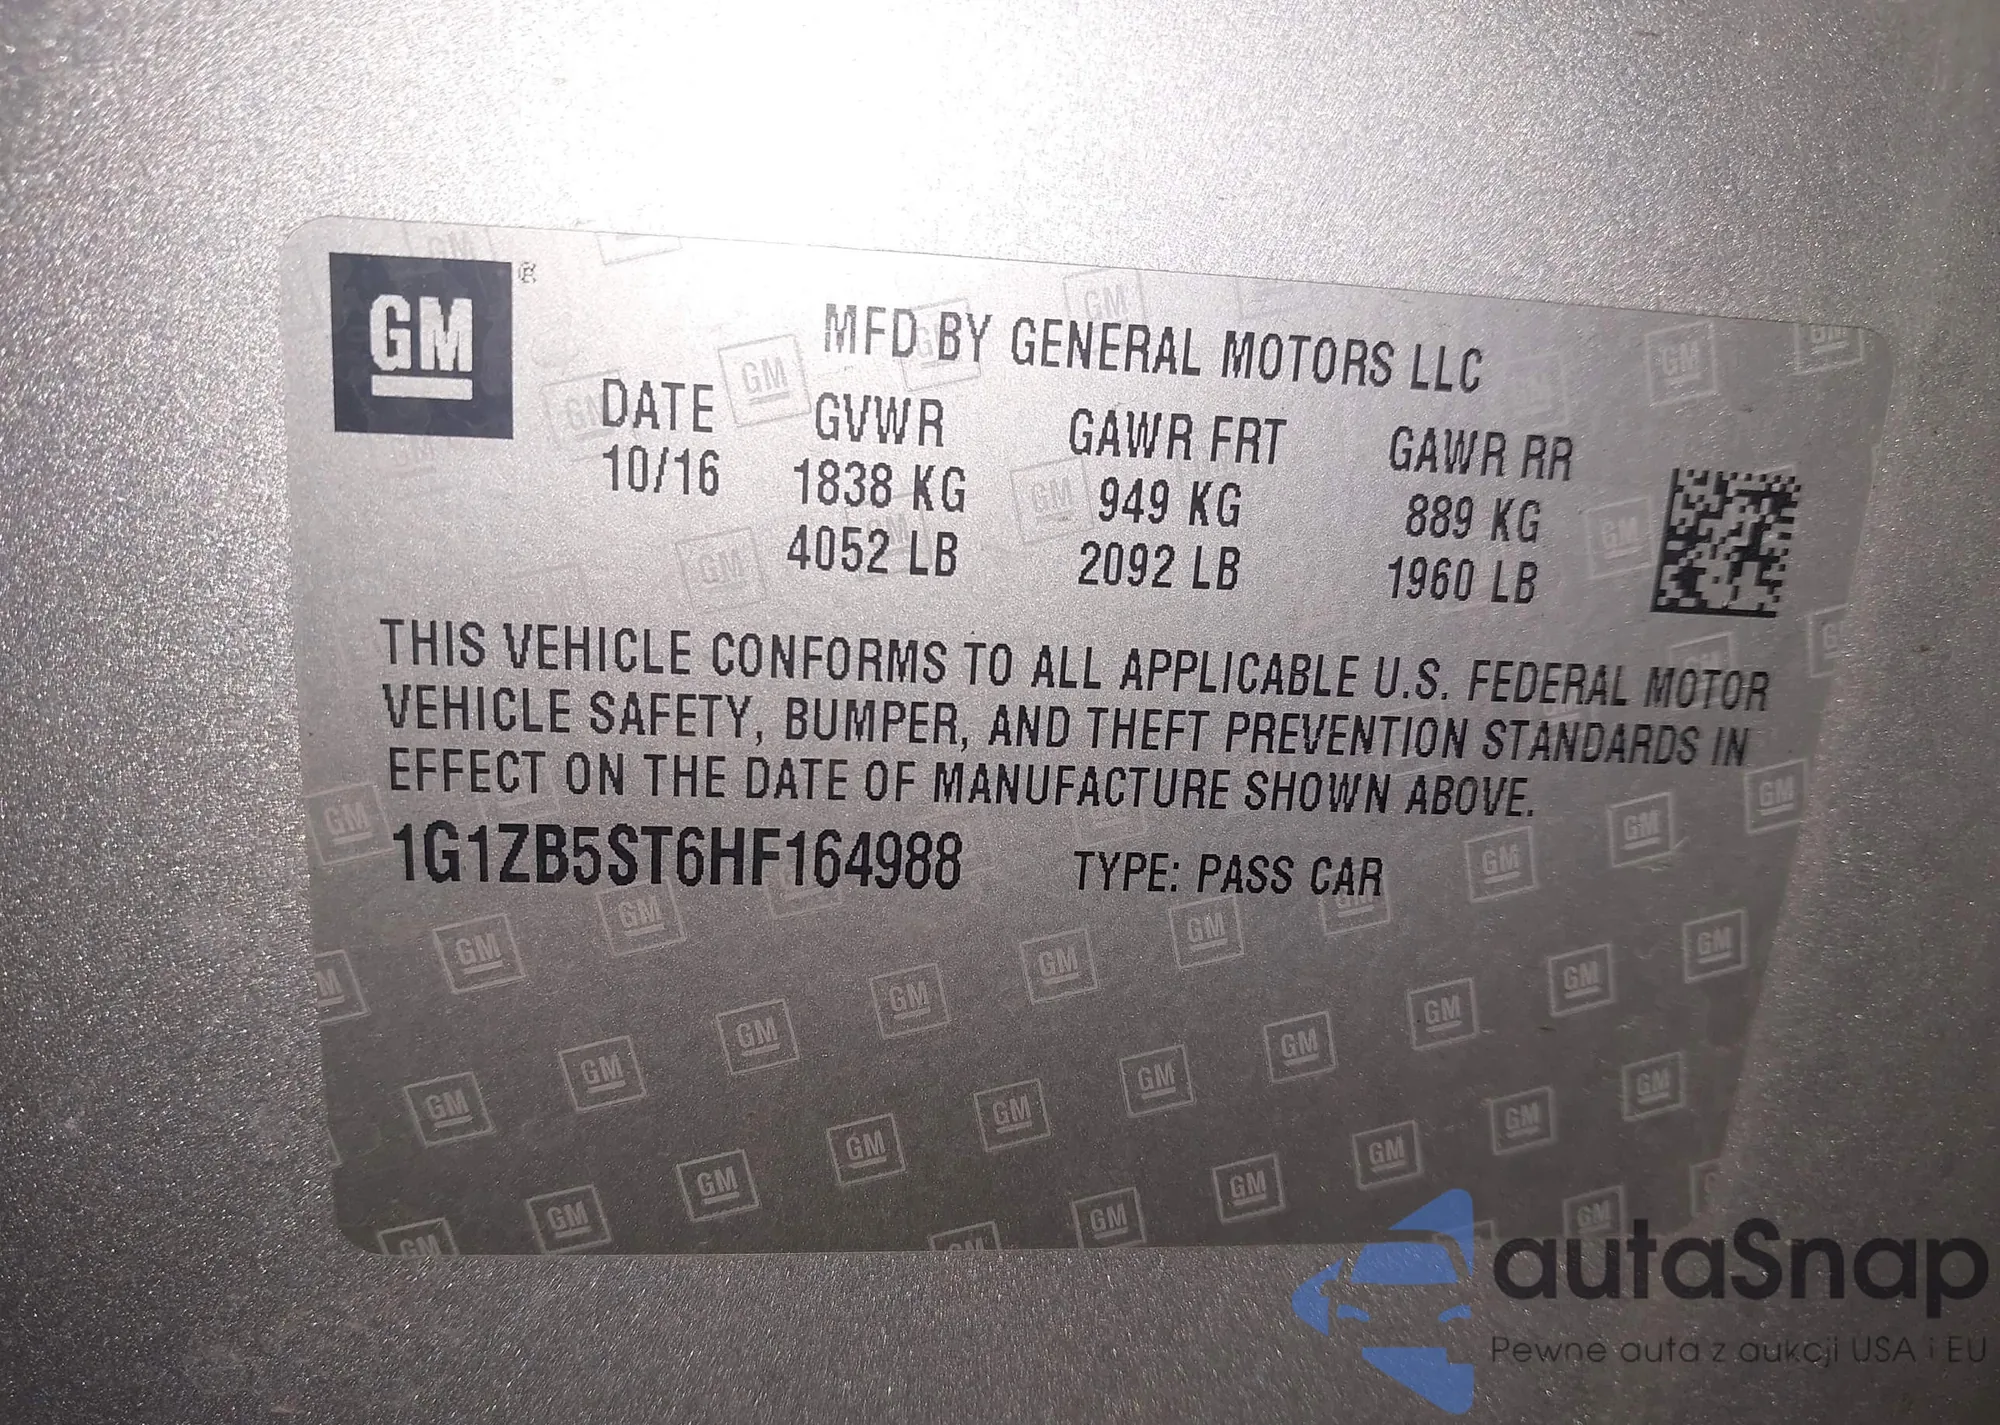 GM ®
MFD BY GENERAL MOTORS LLC
DATE GVWR GAWR FRT GAWR RR
10/16 1838 KG 949 KG 889 KG
4052 LB 2092 LB 1960 LB
THIS VEHICLE CONFORMS TO ALL APPLICABLE U.S. FEDERAL MOTOR
VEHICLE SAFETY, BUMPER, AND THEFT PREVENTION STANDARDS IN
EFFECT ON THE DATE OF MANUFACTURE SHOWN ABOVE.
1G1ZB5ST6HF164988 TYPE: PASS CAR
autaSnap
Pewne auta z aukcji USA i EU